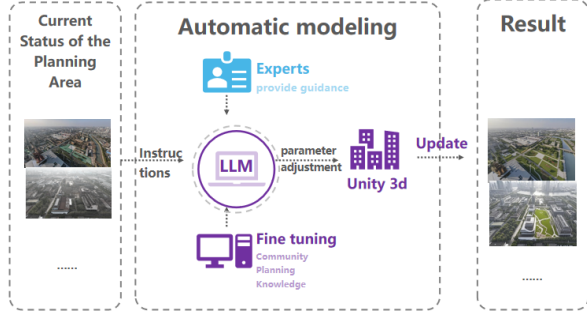 Current
Status of the
Planning
Area
......
Automatic modeling
Experts
provide guidance
Instruc
tions
LLM
parameter
adjustment
Unity 3d
Fine tuning
Community
Planning
Knowledge
Update
Result
......